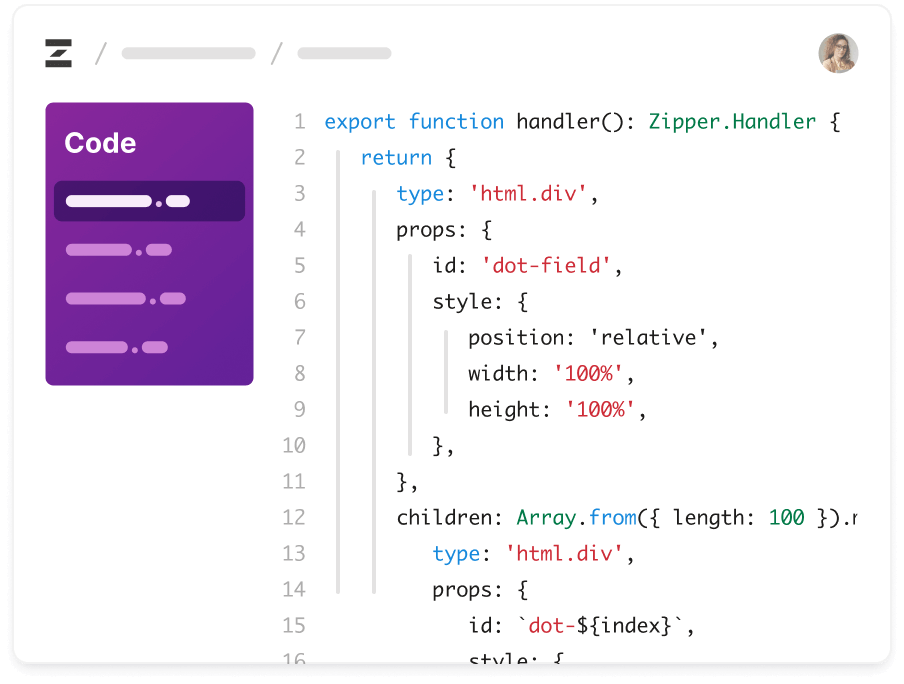 Code
1 export function handler(): Zipper.Handler {
2 return {
3 type: 'html.div',
4 props: {
5 id: 'dot-field',
6 style: {
7 position: 'relative',
8 width: '100%',
9 height: '100%',
10 },
11 },
12 children: Array.from({ length: 100 }).
13 type: 'html.div',
14 props: {
15 id: `dot-${index}`,
16 style: {